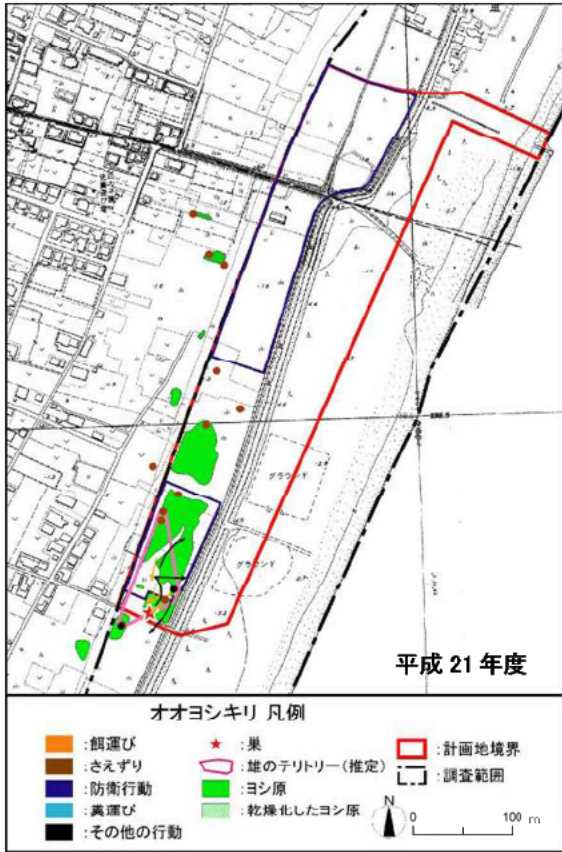 グラウンド
グラウンド
平成 21 年度
オオヨシキリ 凡例
:餌運び
:さえずり
:防衛行動
:糞運び
:その他の行動
:巣
:雄のテリトリー(推定)
:ヨシ原
:乾燥化したヨシ原
:計画地境界
:調査範囲
N
0 100 m